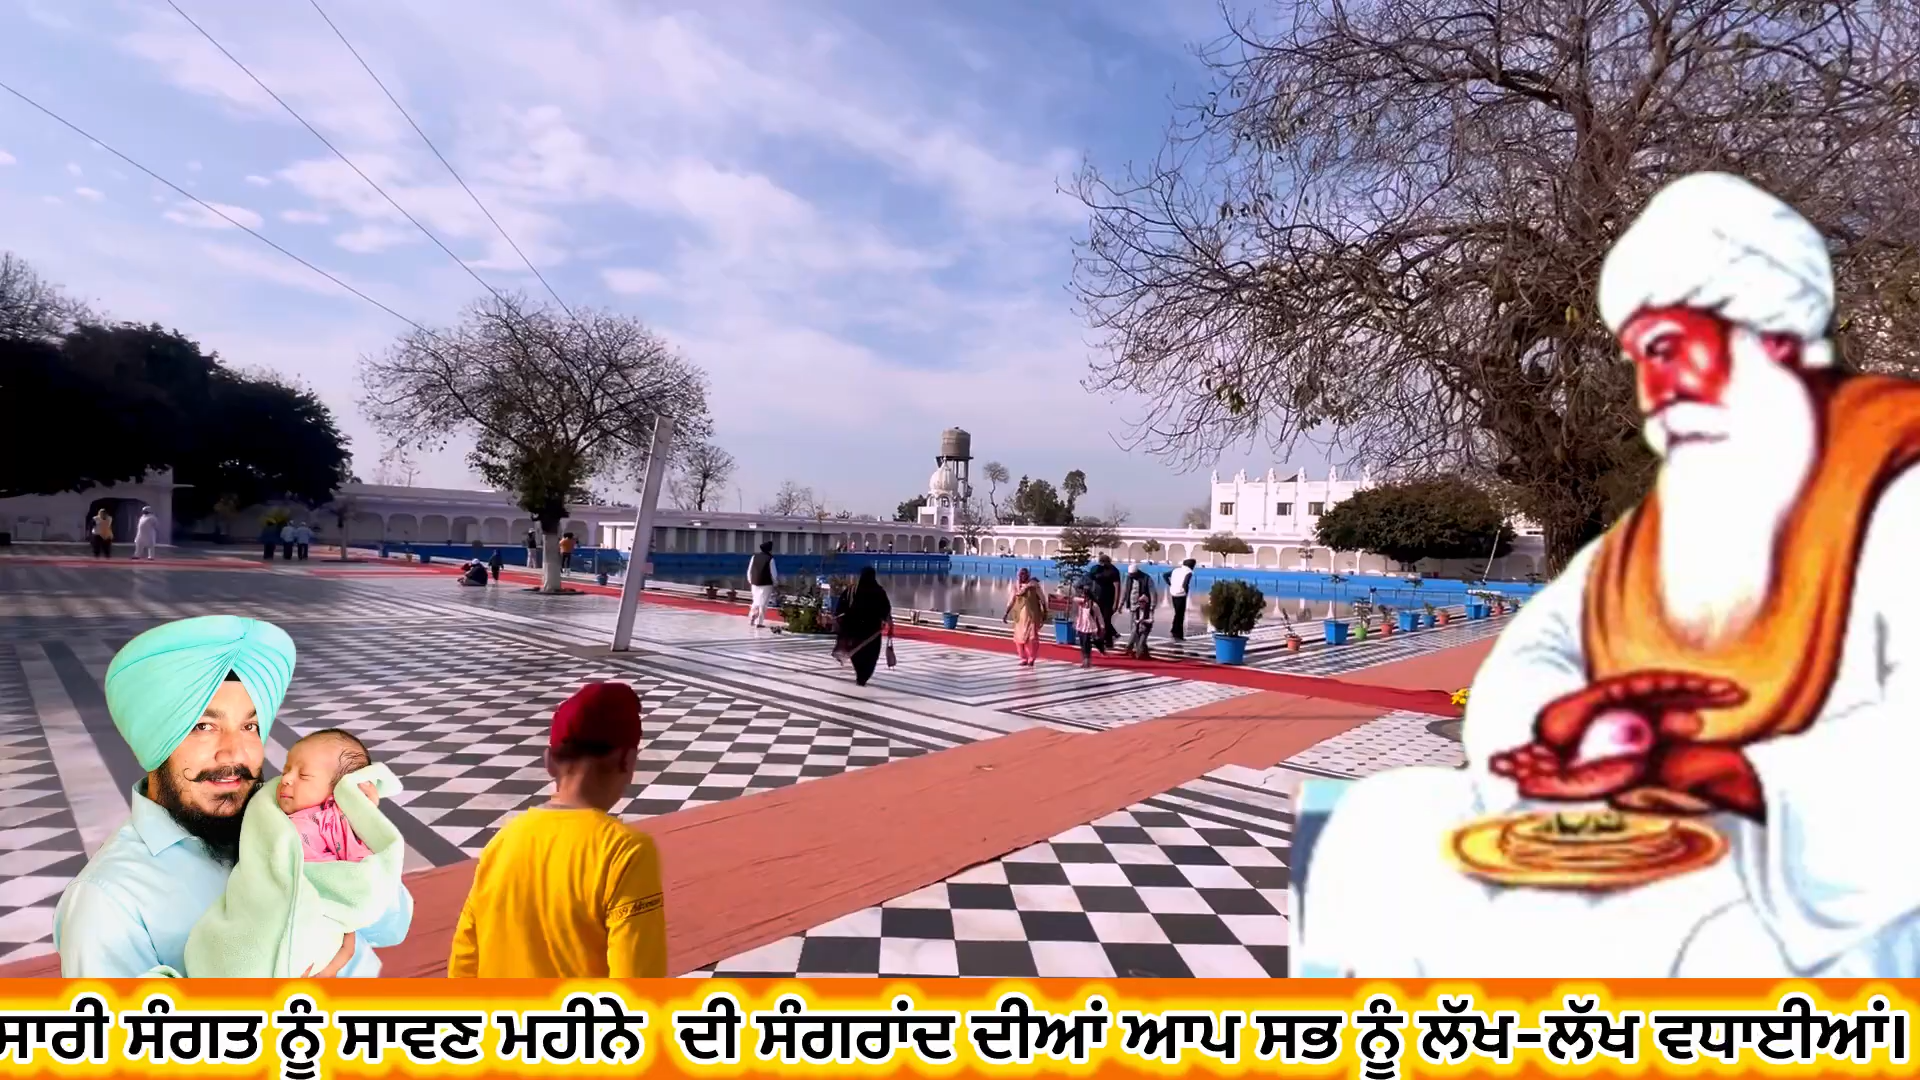 ਸਾਰੀ ਸੰਗਤ ਨੂੰ ਸਾਵਣ ਮਹੀਨੇ ਦੀ ਸੰਗਰਾਂਦ ਦੀਆਂ ਆਪ ਸਭ ਨੂੰ ਲੱਖ-ਲੱਖ ਵਧਾਈਆਂ।